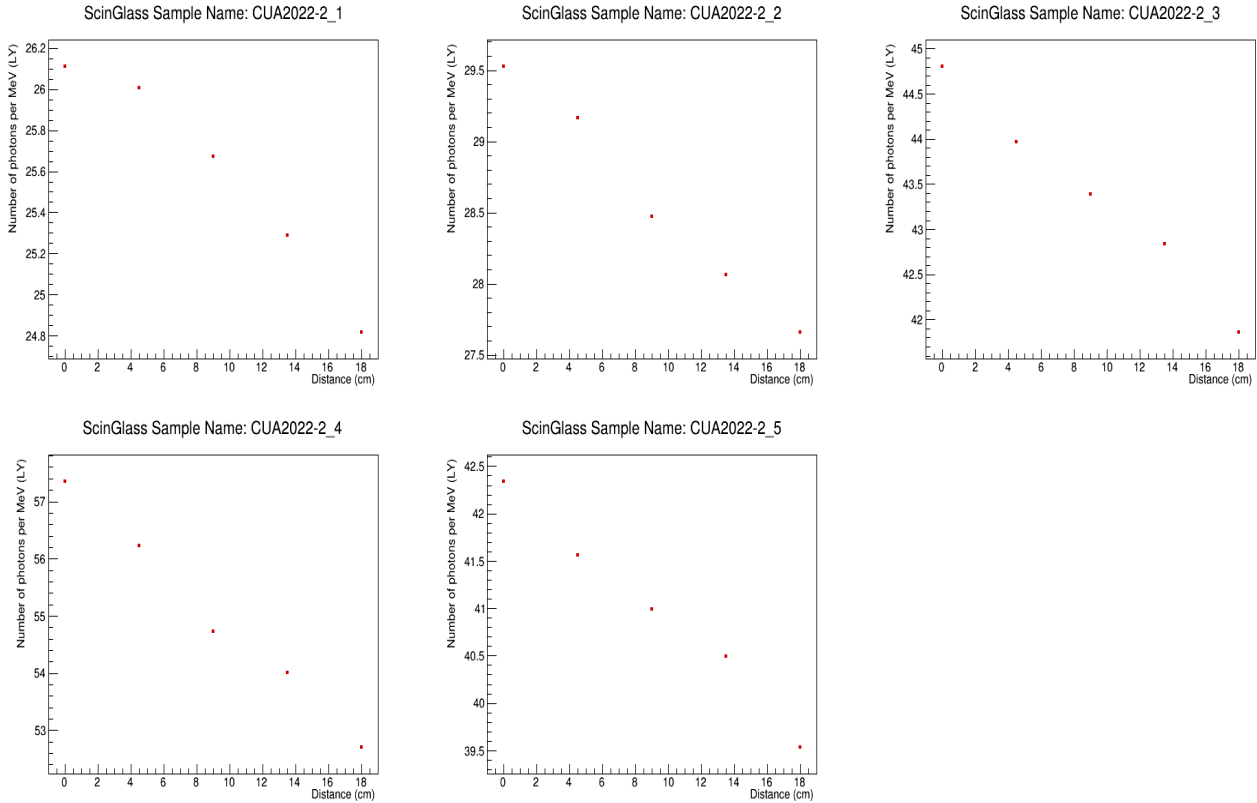 ScinGlass Sample Name: CUA2022-2_1
Number of photons per MeV (LY)
26.2
26
25.8
25.6
25.4
25.2
25
24.8
0 2 4 6 8 10 12 14 16 18
Distance (cm)
ScinGlass Sample Name: CUA2022-2_2
Number of photons per MeV (LY)
29.5
29
28.5
28
27.5
0 2 4 6 8 10 12 14 16 18
Distance (cm)
ScinGlass Sample Name: CUA2022-2_3
Number of photons per MeV (LY)
45
44.5
44
43.5
43
42.5
42
0 2 4 6 8 10 12 14 16 18
Distance (cm)
ScinGlass Sample Name: CUA2022-2_4
Number of photons per MeV (LY)
57
56
55
54
53
0 2 4 6 8 10 12 14 16 18
Distance (cm)
ScinGlass Sample Name: CUA2022-2_5
Number of photons per MeV (LY)
42.5
42
41.5
41
40.5
40
39.5
0 2 4 6 8 10 12 14 16 18
Distance (cm)